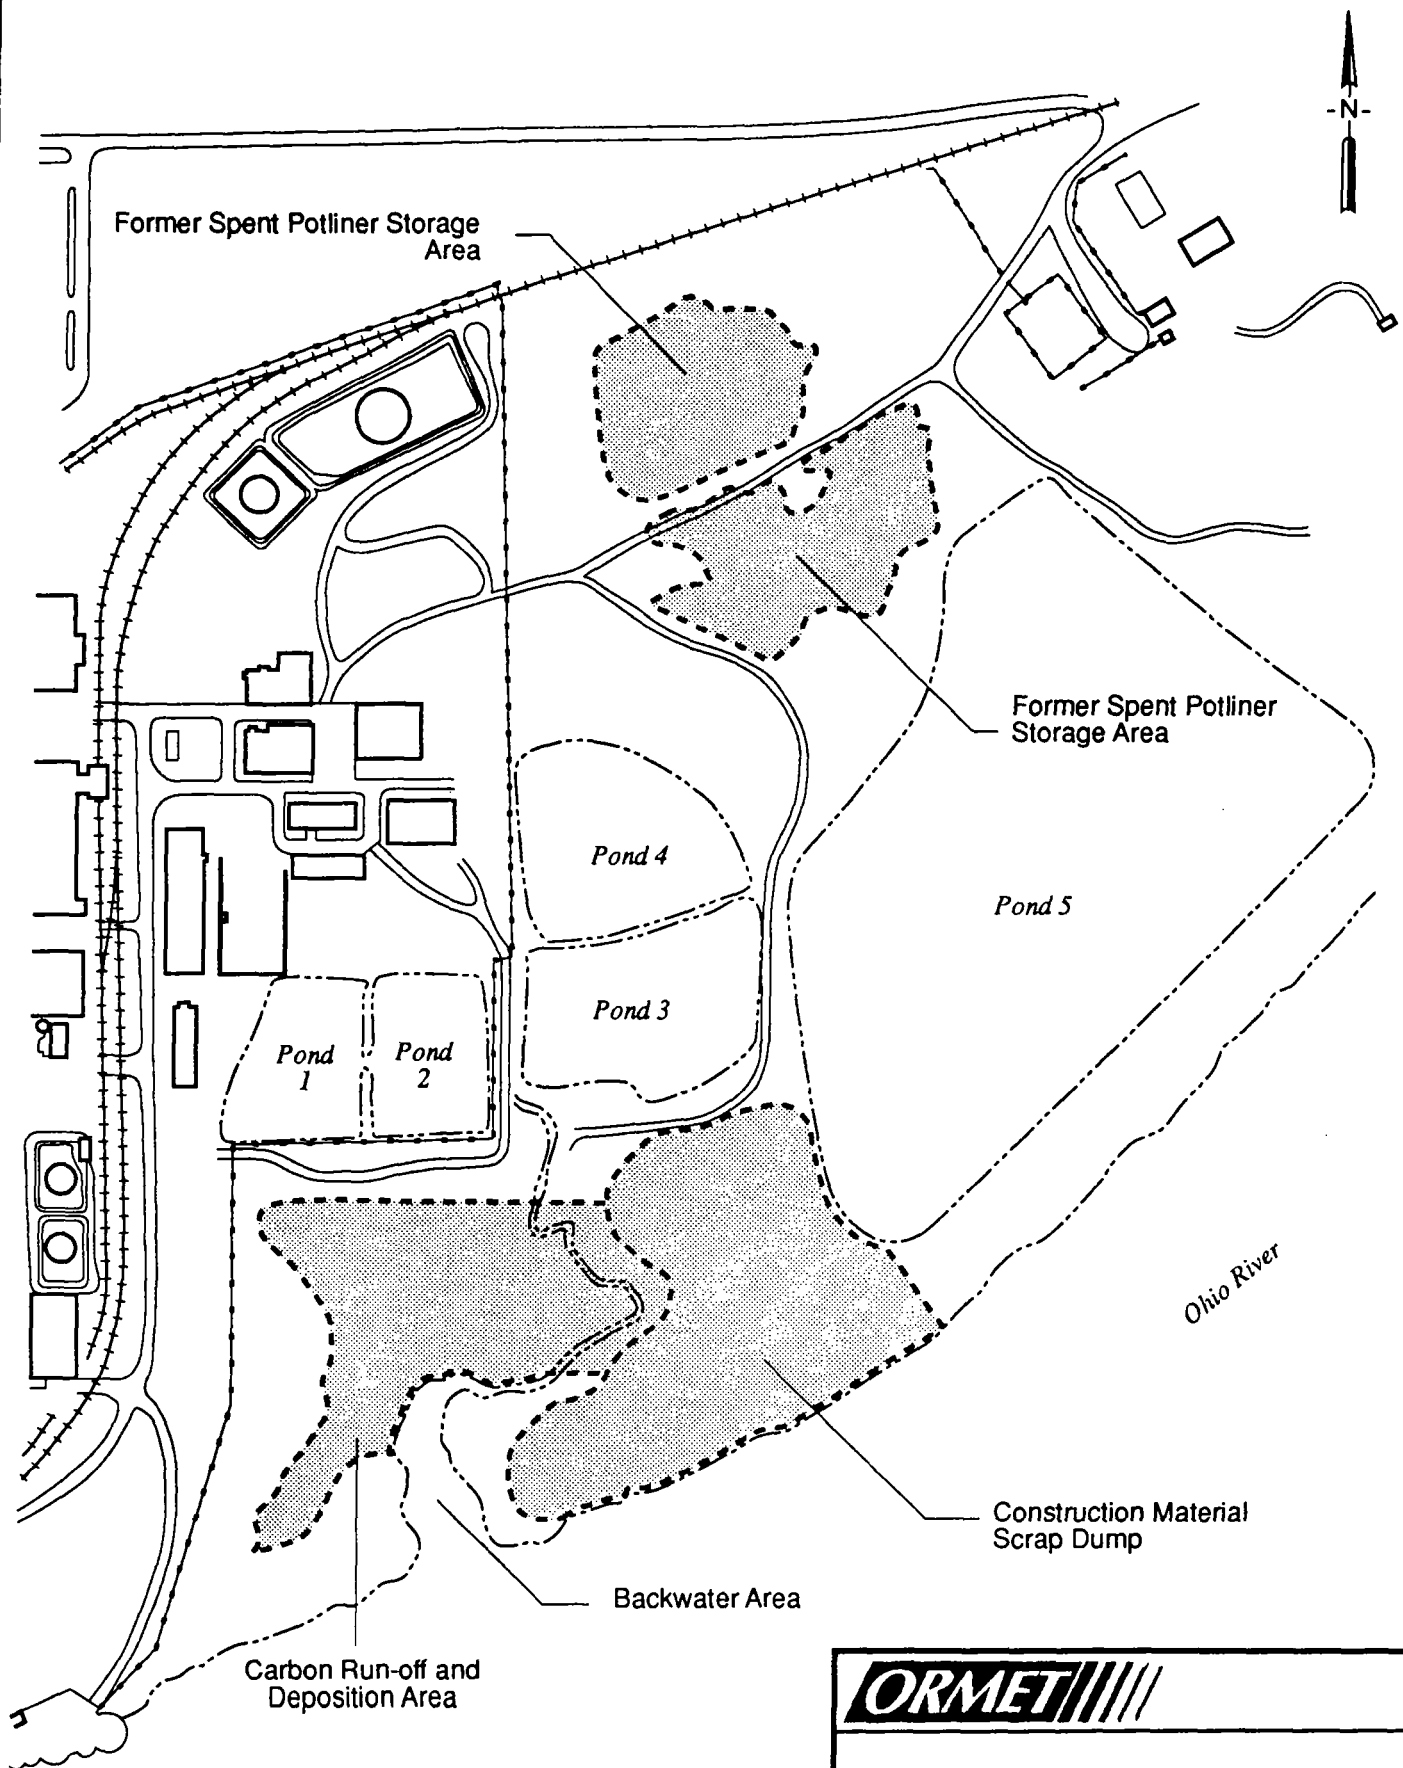 -N-
Former Spent Potliner Storage
Area
Former Spent Potliner
Storage Area
Pond 4
Pond 5
Pond 3
Pond
1
Pond
2
Ohio River
Construction Material
Scrap Dump
Backwater Area
Carbon Run-off and
Deposition Area
ORMET